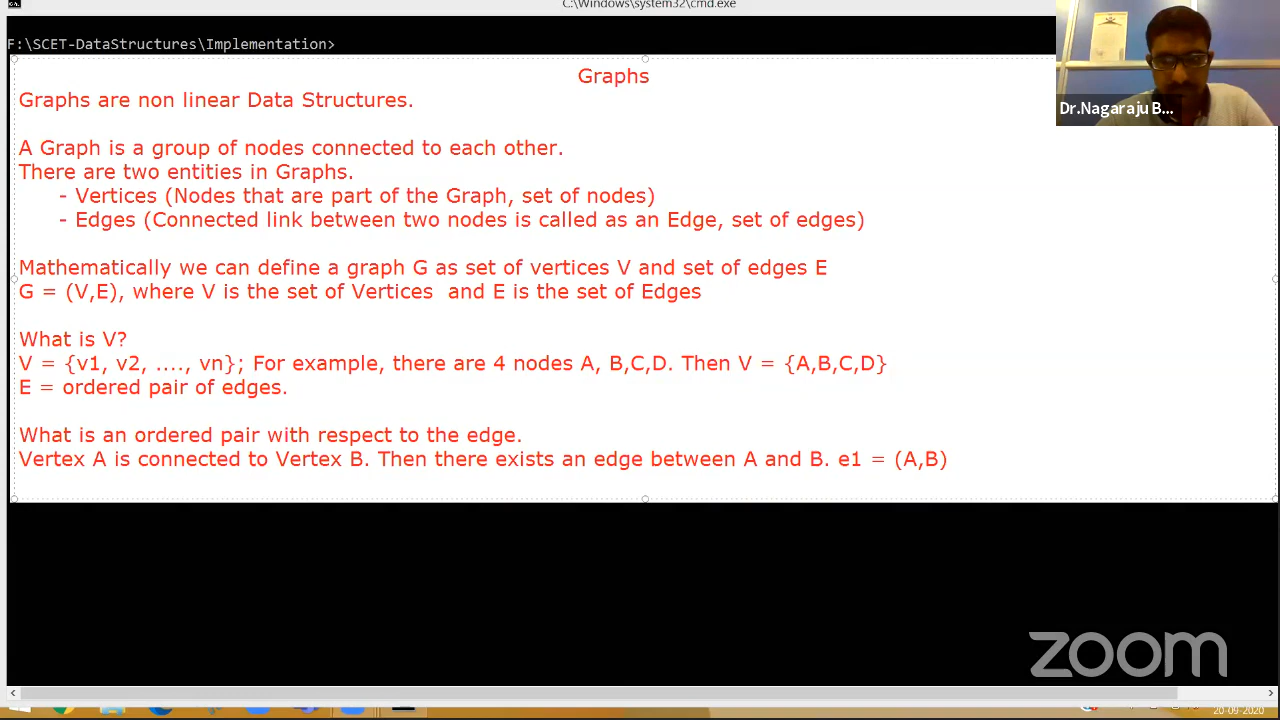 C:\Windows\system32\cmd.exe
F:\SCET-DataStructures\Implementation>
Graphs
Graphs are non linear Data Structures.
A Graph is a group of nodes connected to each other.
There are two entities in Graphs.
- Vertices (Nodes that are part of the Graph, set of nodes)
- Edges (Connected link between two nodes is called as an Edge, set of edges)
Mathematically we can define a graph G as set of vertices V and set of edges E
G = (V,E), where V is the set of Vertices and E is the set of Edges
What is V?
V = {v1, v2, ...., vn}; For example, there are 4 nodes A, B,C,D. Then V = {A,B,C,D}
E = ordered pair of edges.
What is an ordered pair with respect to the edge.
Vertex A is connected to Vertex B. Then there exists an edge between A and B. e1 = (A,B)
Dr.Nagaraju B...
zoom
20-09-2020